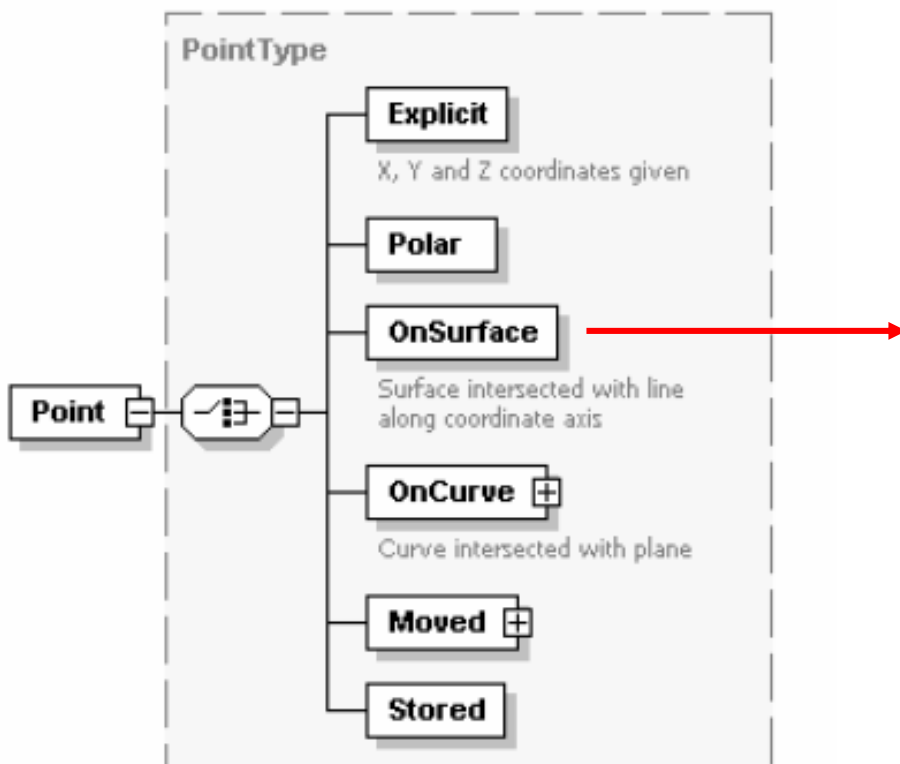 PointType
Explicit
X, Y and Z coordinates given
Polar
OnSurface
Surface intersected with line
along coordinate axis
Point
OnCurve
Curve intersected with plane
Moved
Stored